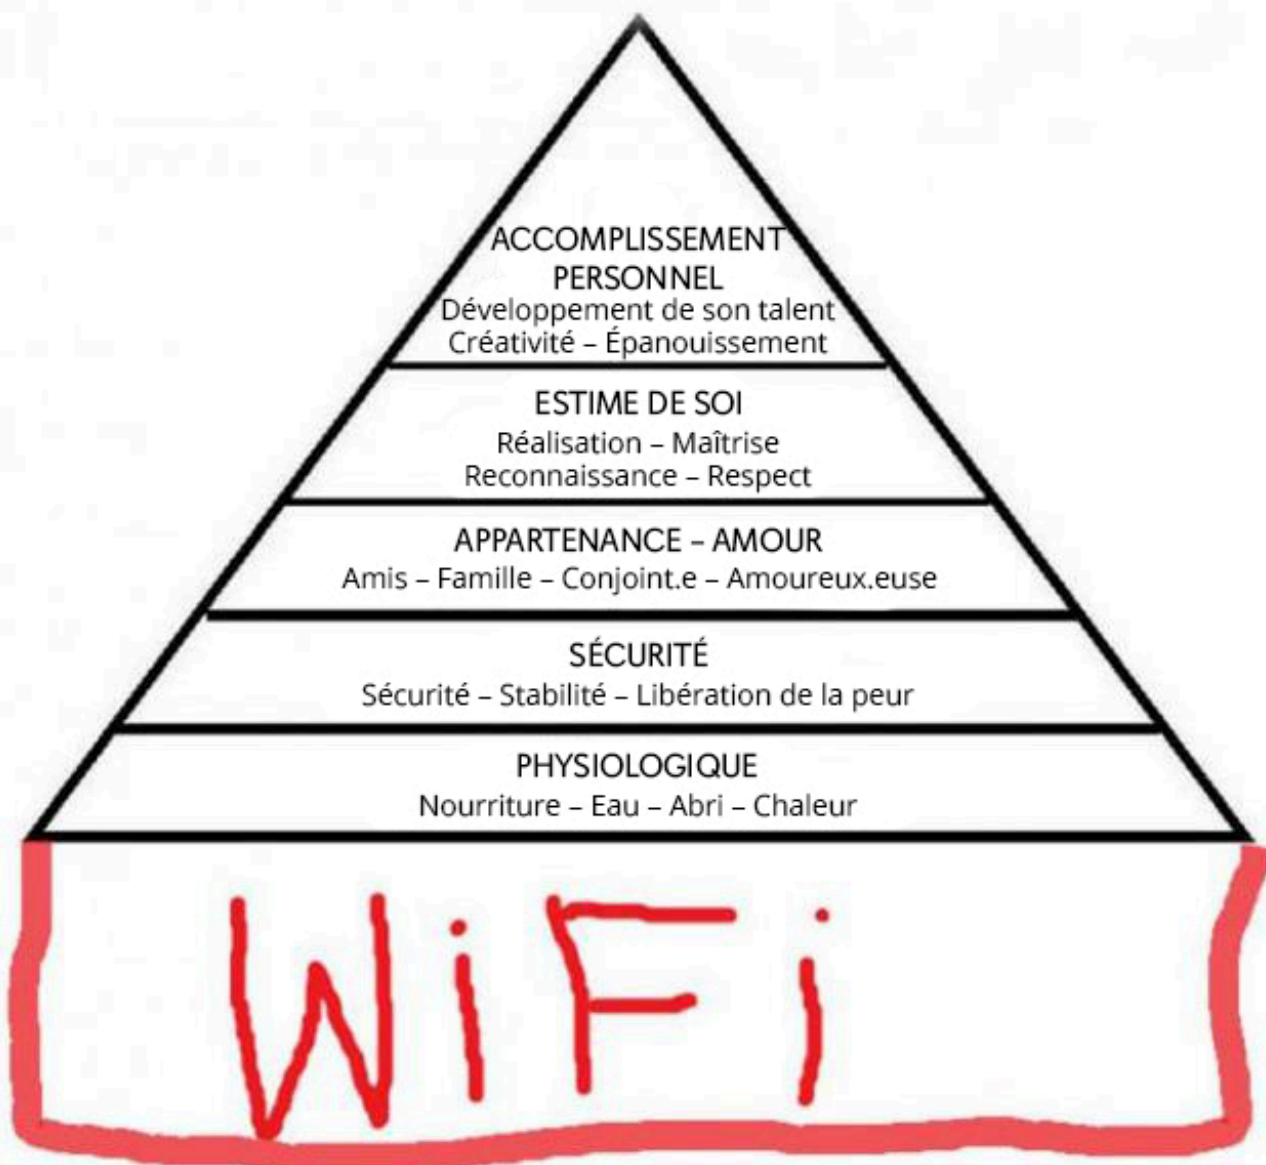 ACCOMPLISSEMENT
PERSONNEL
Développement de son talent
Créativité – Épanouissement
ESTIME DE SOI
Réalisation – Maîtrise
Reconnaissance – Respect
APPARTENANCE – AMOUR
Amis – Famille – Conjoint.e – Amoureux.euse
SÉCURITÉ
Sécurité – Stabilité – Libération de la peur
PHYSIOLOGIQUE
Nourriture – Eau – Abri – Chaleur
WiFi